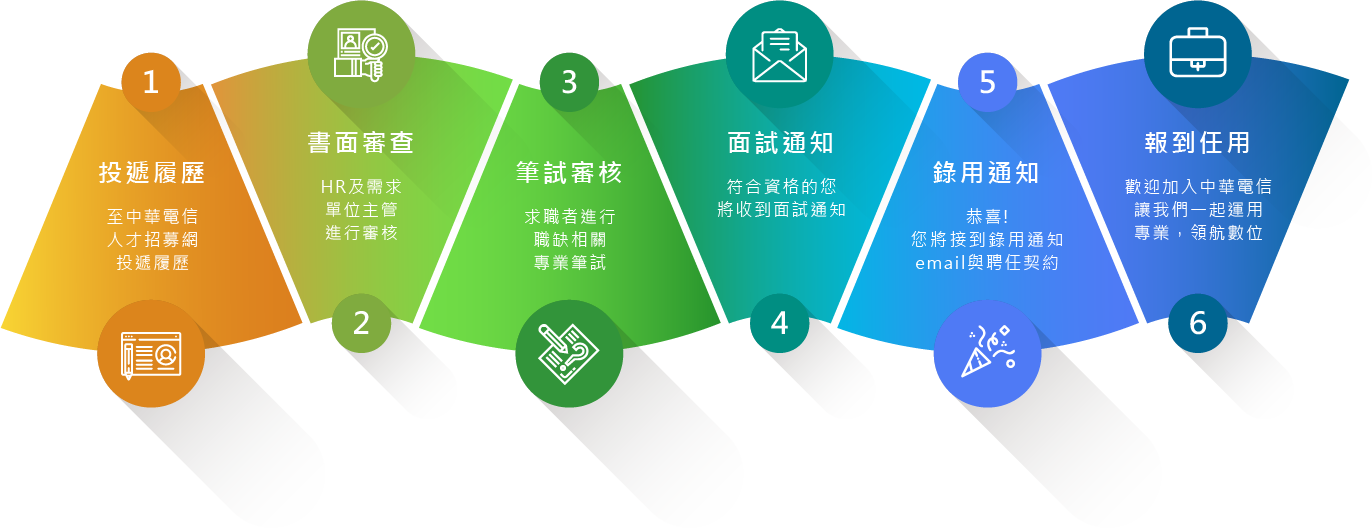 1
投遞履歷
至中華電信
人才招募網
投遞履歷
書面審查
HR及需求
單位主管
進行審核
2
3
筆試審核
求職者進行
職缺相關
專業筆試
面試通知
符合資格的您
將收到面試通知
4
5
錄用通知
恭喜!
您將接到錄用通知
email與聘任契約
報到任用
歡迎加入中華電信
讓我們一起運用
專業，領航數位
6